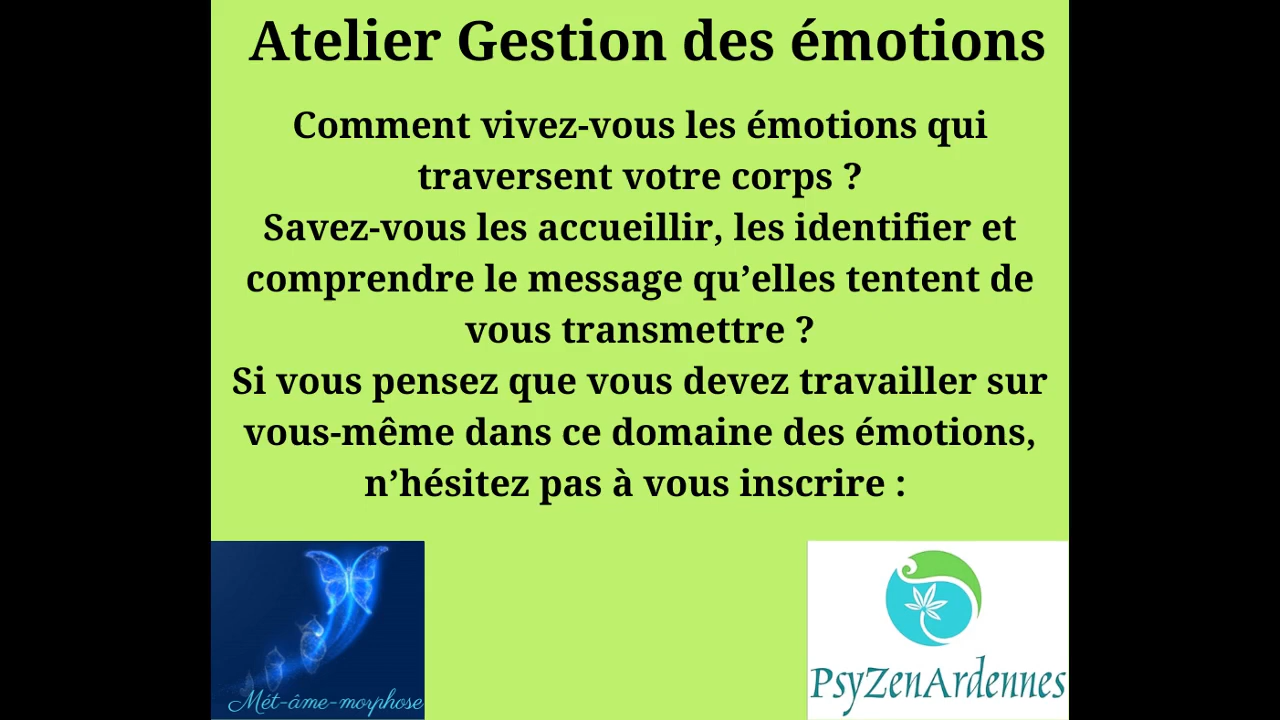 Atelier Gestion des émotions
Comment vivez-vous les émotions qui
traversent votre corps ?
Savez-vous les accueillir, les identifier et
comprendre le message qu’elles tentent de
vous transmettre ?
Si vous pensez que vous devez travailler sur
vous-même dans ce domaine des émotions,
n’hésitez pas à vous inscrire :
Mét-âme-morphose
PsyZenArdennes